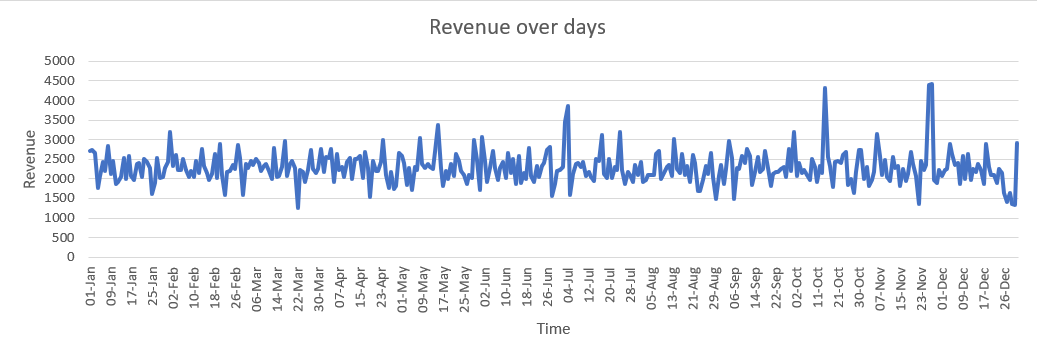 Revenue over days
5000
4500
4000
3500
3000
2500
2000
1500
1000
500
0
Revenue
01-Jan
09-Jan
17-Jan
25-Jan
02-Feb
10-Feb
18-Feb
26-Feb
06-Mar
14-Mar
22-Mar
30-Mar
07-Apr
15-Apr
23-Apr
01-May
09-May
17-May
25-May
02-Jun
10-Jun
18-Jun
26-Jun
04-Jul
12-Jul
20-Jul
28-Jul
05-Aug
13-Aug
21-Aug
29-Aug
06-Sep
14-Sep
22-Sep
02-Oct
11-Oct
21-Oct
30-Oct
07-Nov
15-Nov
23-Nov
01-Dec
09-Dec
17-Dec
26-Dec
Time